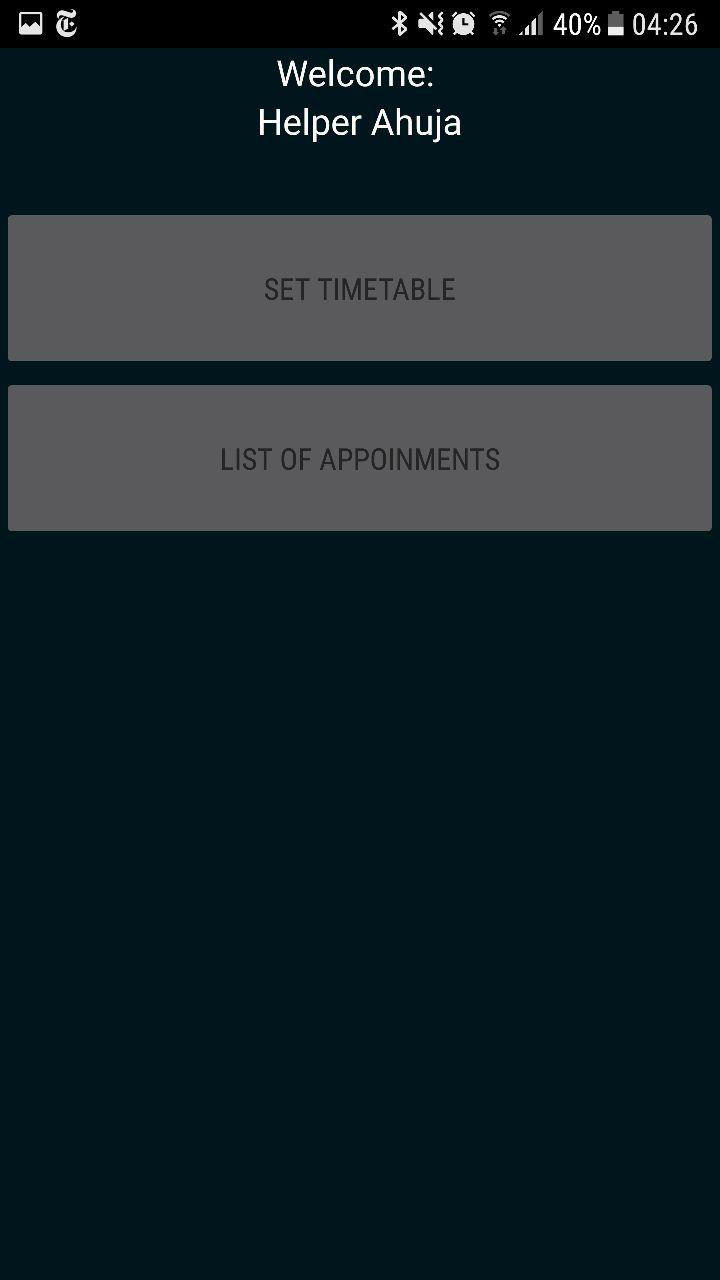 40% 04:26
Welcome:
Helper Ahuja
SET TIMETABLE
LIST OF APPOINMENTS